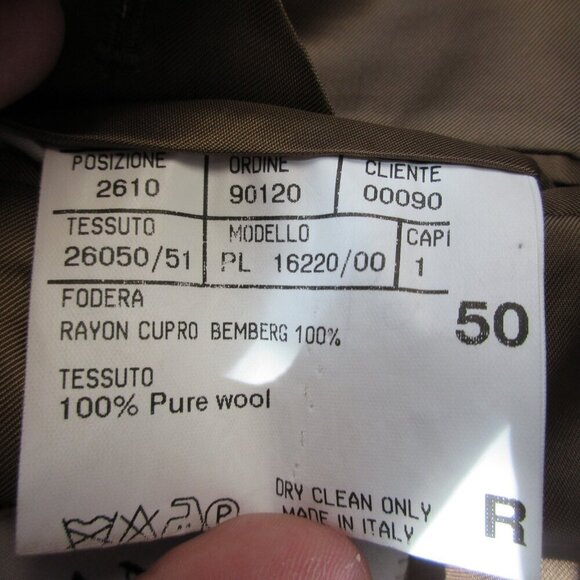 POSIZIONE ORDINE CLIENTE
2610 90120 00090
TESSUTO MODELLO CAPI
26050/51 PL 16220/00 1
FODERA
RAYON CUPRO BEMBERG 100%
50
TESSUTO
100% Pure wool
P
DRY CLEAN ONLY
MADE IN ITALY
R